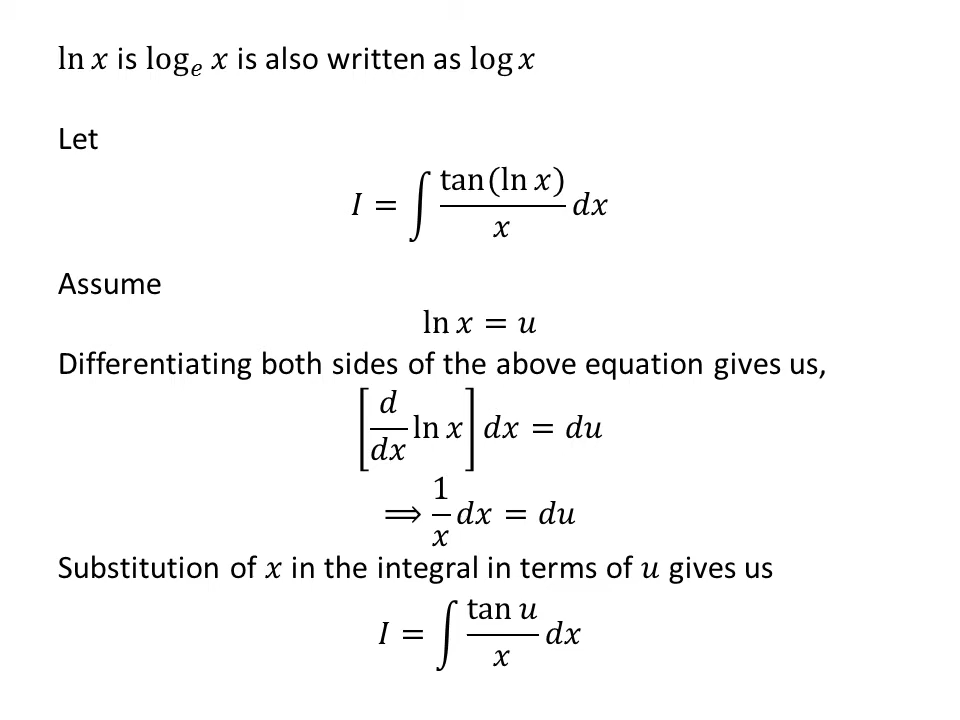 ln 𝑥 is logₑ 𝑥 is also written as log 𝑥
Let
𝐼 = ∫ tan(ln 𝑥)/𝑥 𝑑𝑥
Assume
ln 𝑥 = 𝑢
Differentiating both sides of the above equation gives us,
[𝑑/𝑑𝑥 ln 𝑥] 𝑑𝑥 = 𝑑𝑢
⟹ 1/𝑥 𝑑𝑥 = 𝑑𝑢
Substitution of 𝑥 in the integral in terms of 𝑢 gives us
𝐼 = ∫ tan 𝑢/𝑥 𝑑𝑥